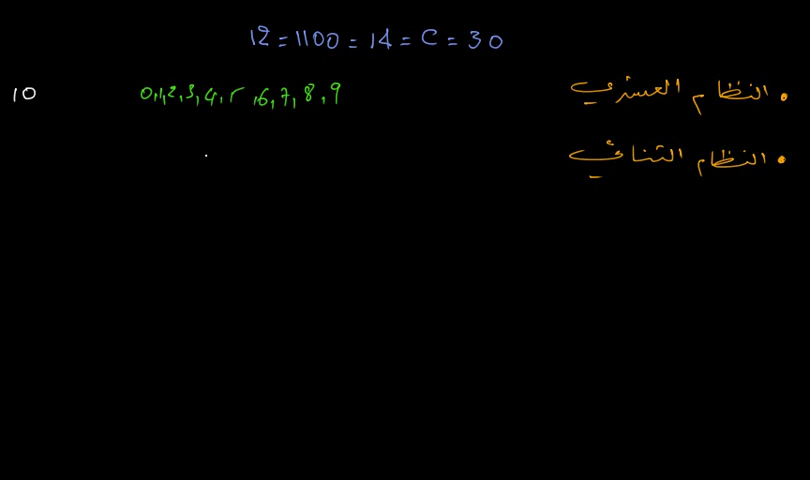 12 = 1100 = 14 = C = 30
• النظام العشري 0,1,2,3,4,5,6,7,8,9 10
• النظام الثنائي